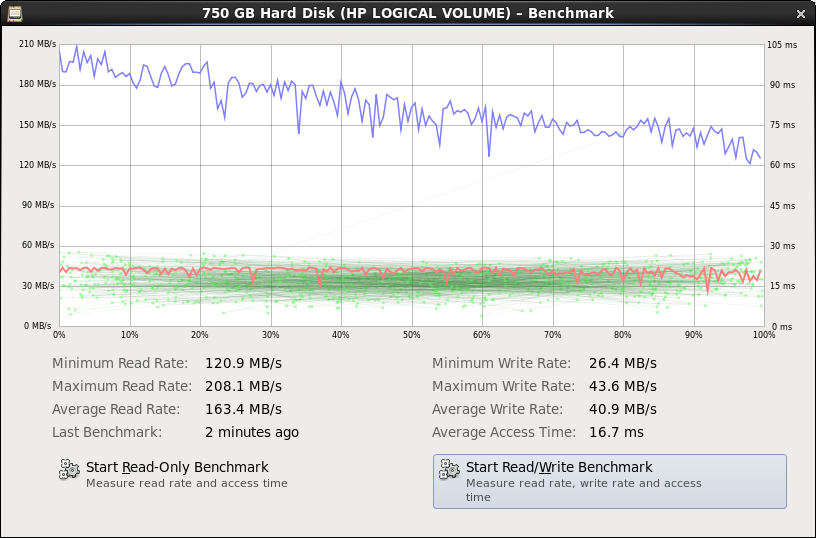 750 GB Hard Disk (HP LOGICAL VOLUME) – Benchmark
210 MB/s
105 ms
180 MB/s
90 ms
150 MB/s
75 ms
120 MB/s
60 ms
90 MB/s
45 ms
60 MB/s
30 ms
30 MB/s
15 ms
0 MB/s
0 ms
0% 10% 20% 30% 40% 50% 60% 70% 80% 90% 100%
Minimum Read Rate: 120.9 MB/s
Minimum Write Rate: 26.4 MB/s
Maximum Read Rate: 208.1 MB/s
Maximum Write Rate: 43.6 MB/s
Average Read Rate: 163.4 MB/s
Average Write Rate: 40.9 MB/s
Last Benchmark: 2 minutes ago
Average Access Time: 16.7 ms
Start Read-Only Benchmark
Measure read rate and access time
Start Read/Write Benchmark
Measure read rate, write rate and access
time